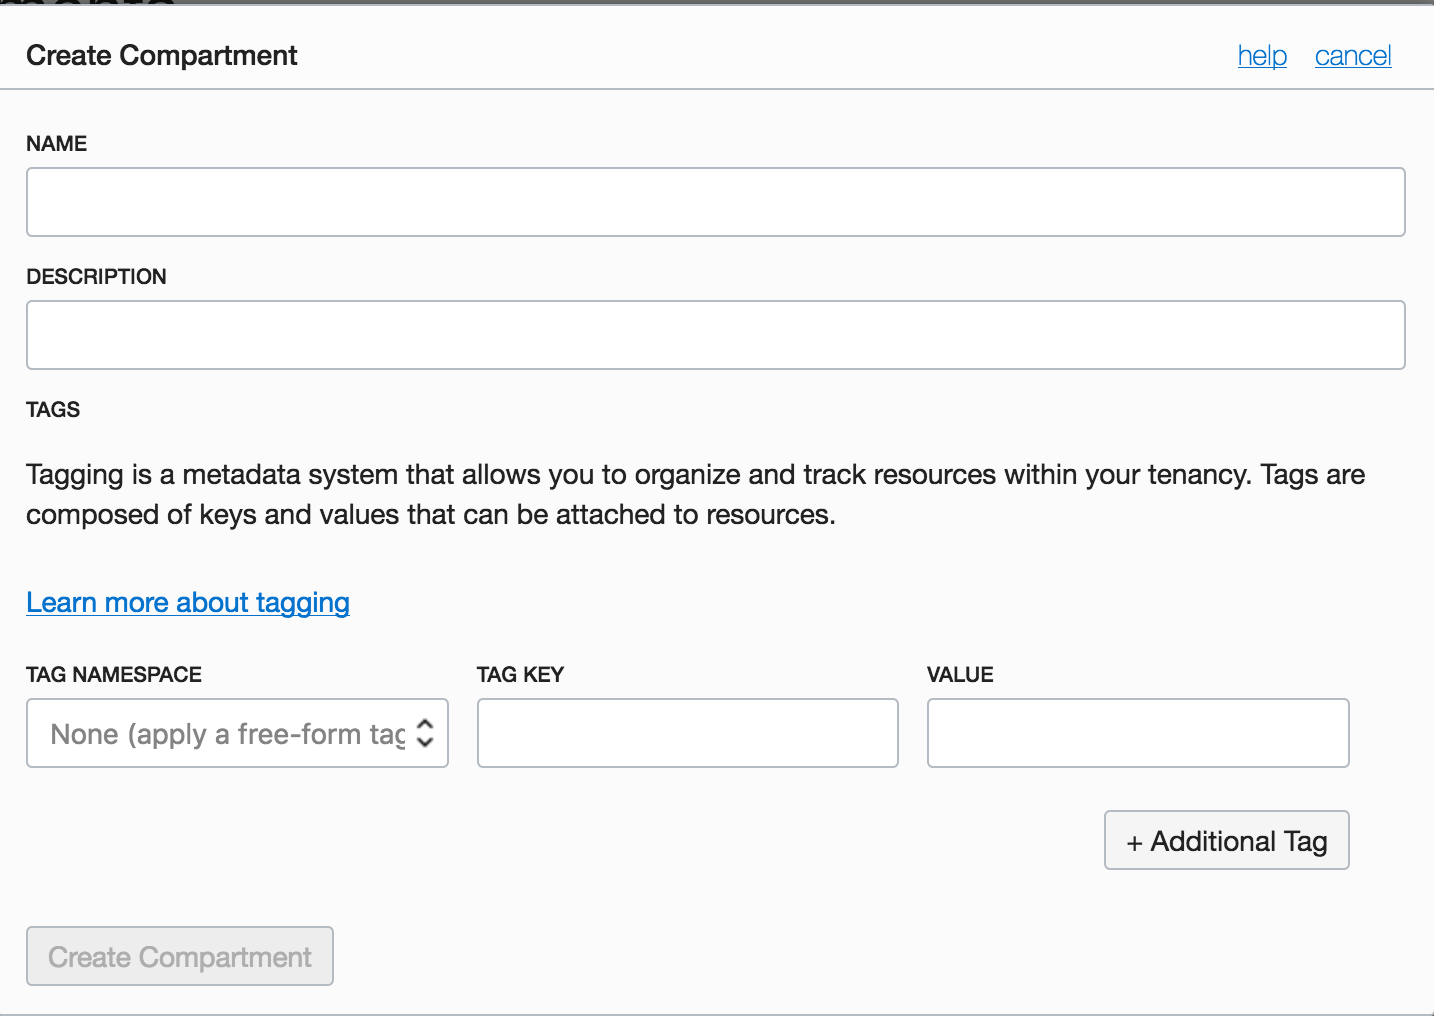 Create Compartment help cancel
NAME
DESCRIPTION
TAGS
Tagging is a metadata system that allows you to organize and track resources within your tenancy. Tags are
composed of keys and values that can be attached to resources.
Learn more about tagging
TAG NAMESPACE TAG KEY VALUE
None (apply a free-form tag
+ Additional Tag
Create Compartment